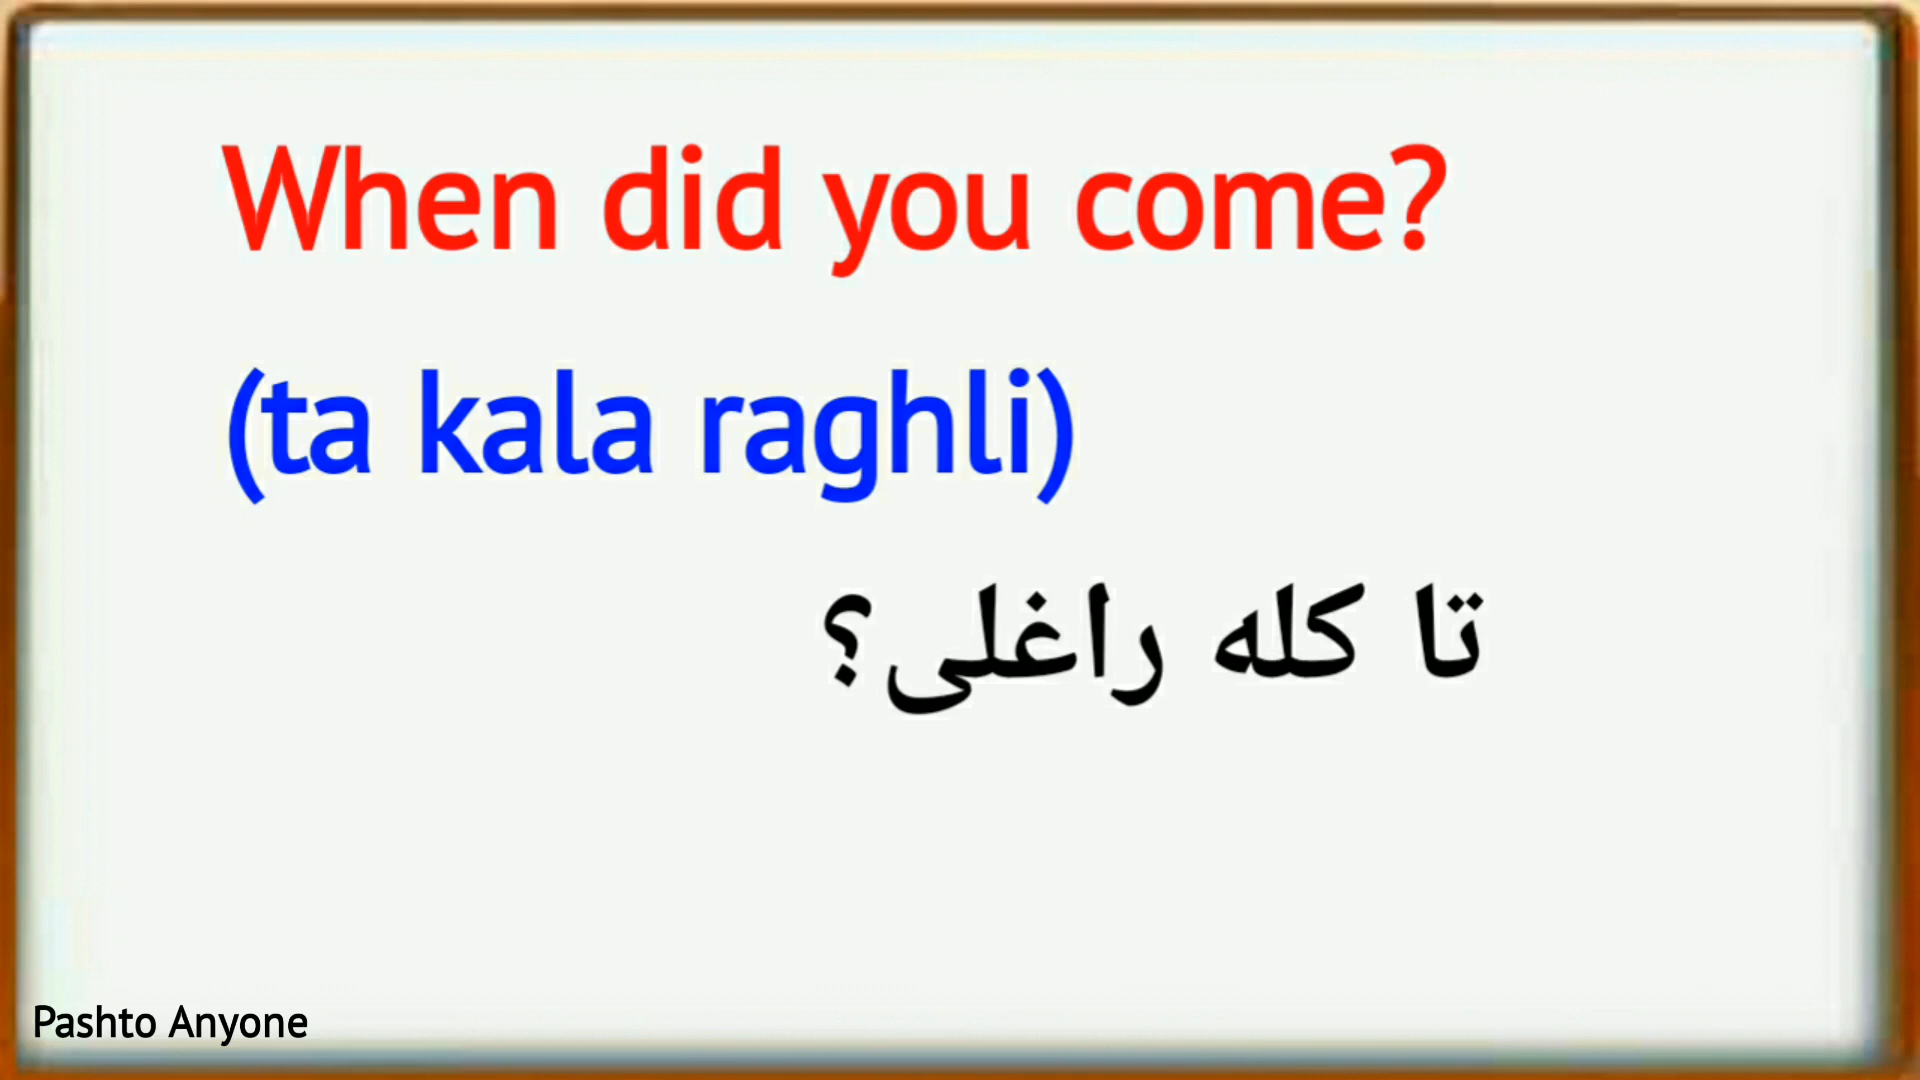 When did you come?
(ta kala raghli)
تا کله راغلی؟
Pashto Anyone